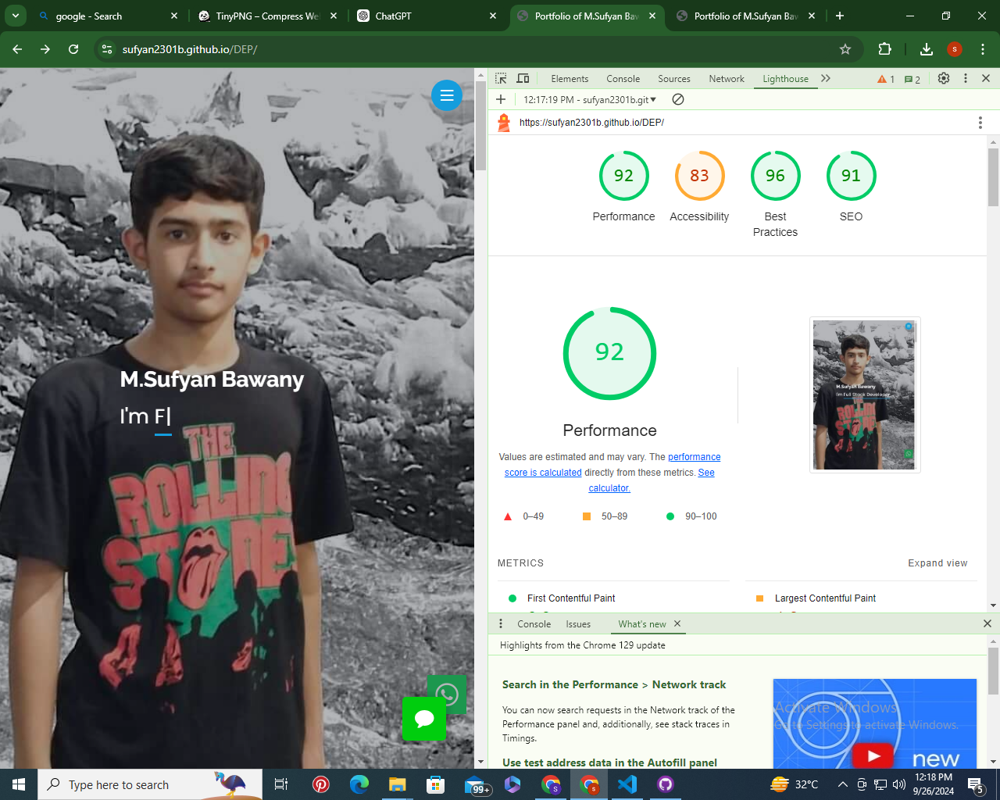 google - Search
TinyPNG – Compress We
ChatGPT
Portfolio of M.Sufyan Baw
Portfolio of M.Sufyan Baw
sufyan2301b.github.io/DEP/
s
Elements
Console
Sources
Network
Lighthouse
1
2
12:17:19 PM - sufyan2301b.git
https://sufyan2301b.github.io/DEP/
92
83
96
91
Performance
Accessibility
Best
Practices
SEO
92
Performance
Values are estimated and may vary. The performance
score is calculated directly from these metrics. See
calculator.
0–49
50–89
90–100
METRICS
Expand view
First Contentful Paint
Largest Contentful Paint
M.Sufyan Bawany
I'm Full Stack Developer
M.Sufyan Bawany
I'm F|
THE
ROLLING
STONES
Console
Issues
What's new
Highlights from the Chrome 129 update
Search in the Performance > Network track
You can now search requests in the Network track of the
Performance panel and, additionally, see stack traces in
Timings.
Use test address data in the Autofill panel
new
Activate Windows
Go to Settings to activate Windows.
Type here to search
99+
32°C
12:18 PM
9/26/2024
5